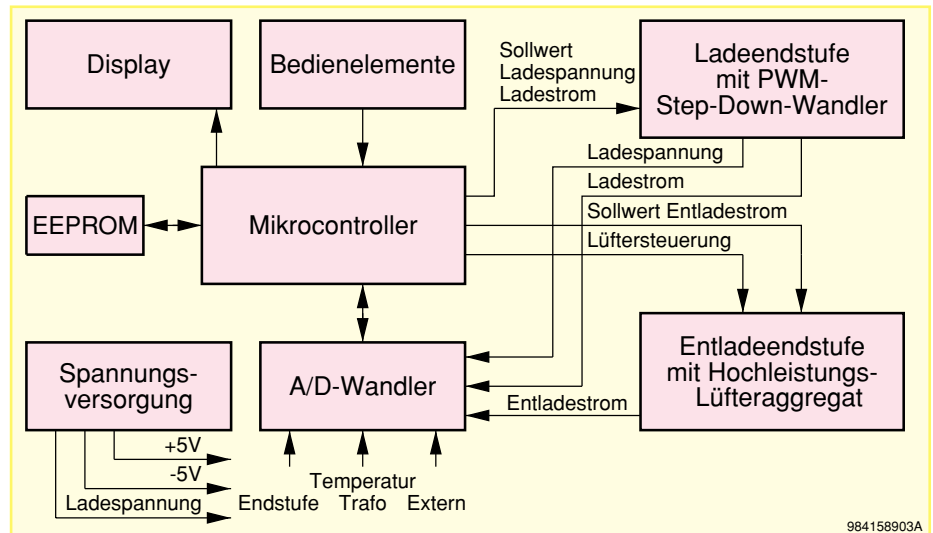 Display
Bedienelemente
Sollwert
Ladespannung
Ladestrom
Ladeendstufe
mit PWM-
Step-Down-Wandler
Ladespannung
Ladestrom
EEPROM
Mikrocontroller
Sollwert Entladestrom
Lüftersteuerung
Spannungs-
versorgung
A/D-Wandler
Entladeendstufe
mit Hochleistungs-
Lüfteraggregat
Entladestrom
+5V
-5V
Ladespannung
Temperatur
Endstufe Trafo Extern
984158903A